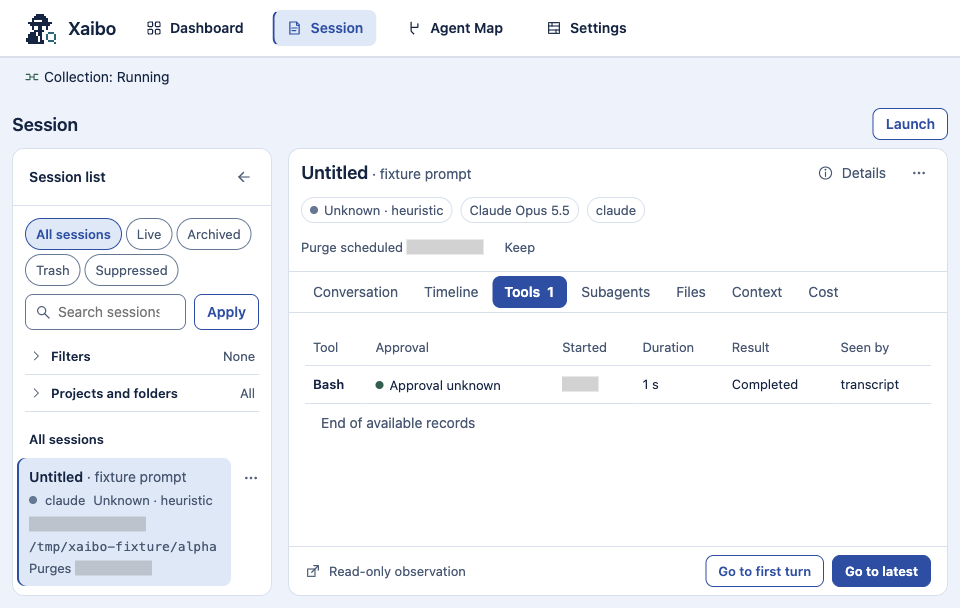 Xaibo
Dashboard
Session
Agent Map
Settings
Collection: Running
Session
Launch
Session list
All sessions
Live
Archived
Trash
Suppressed
Search sessions
Apply
Filters
None
Projects and folders
All
All sessions
Untitled · fixture prompt
claude Unknown · heuristic
/tmp/xaibo-fixture/alpha
Purges
Untitled · fixture prompt
Details
Unknown · heuristic
Claude Opus 5.5
claude
Purge scheduled
Keep
Conversation
Timeline
Tools 1
Subagents
Files
Context
Cost
Tool Approval Started Duration Result Seen by
Bash Approval unknown 1 s Completed transcript
End of available records
Read-only observation
Go to first turn
Go to latest